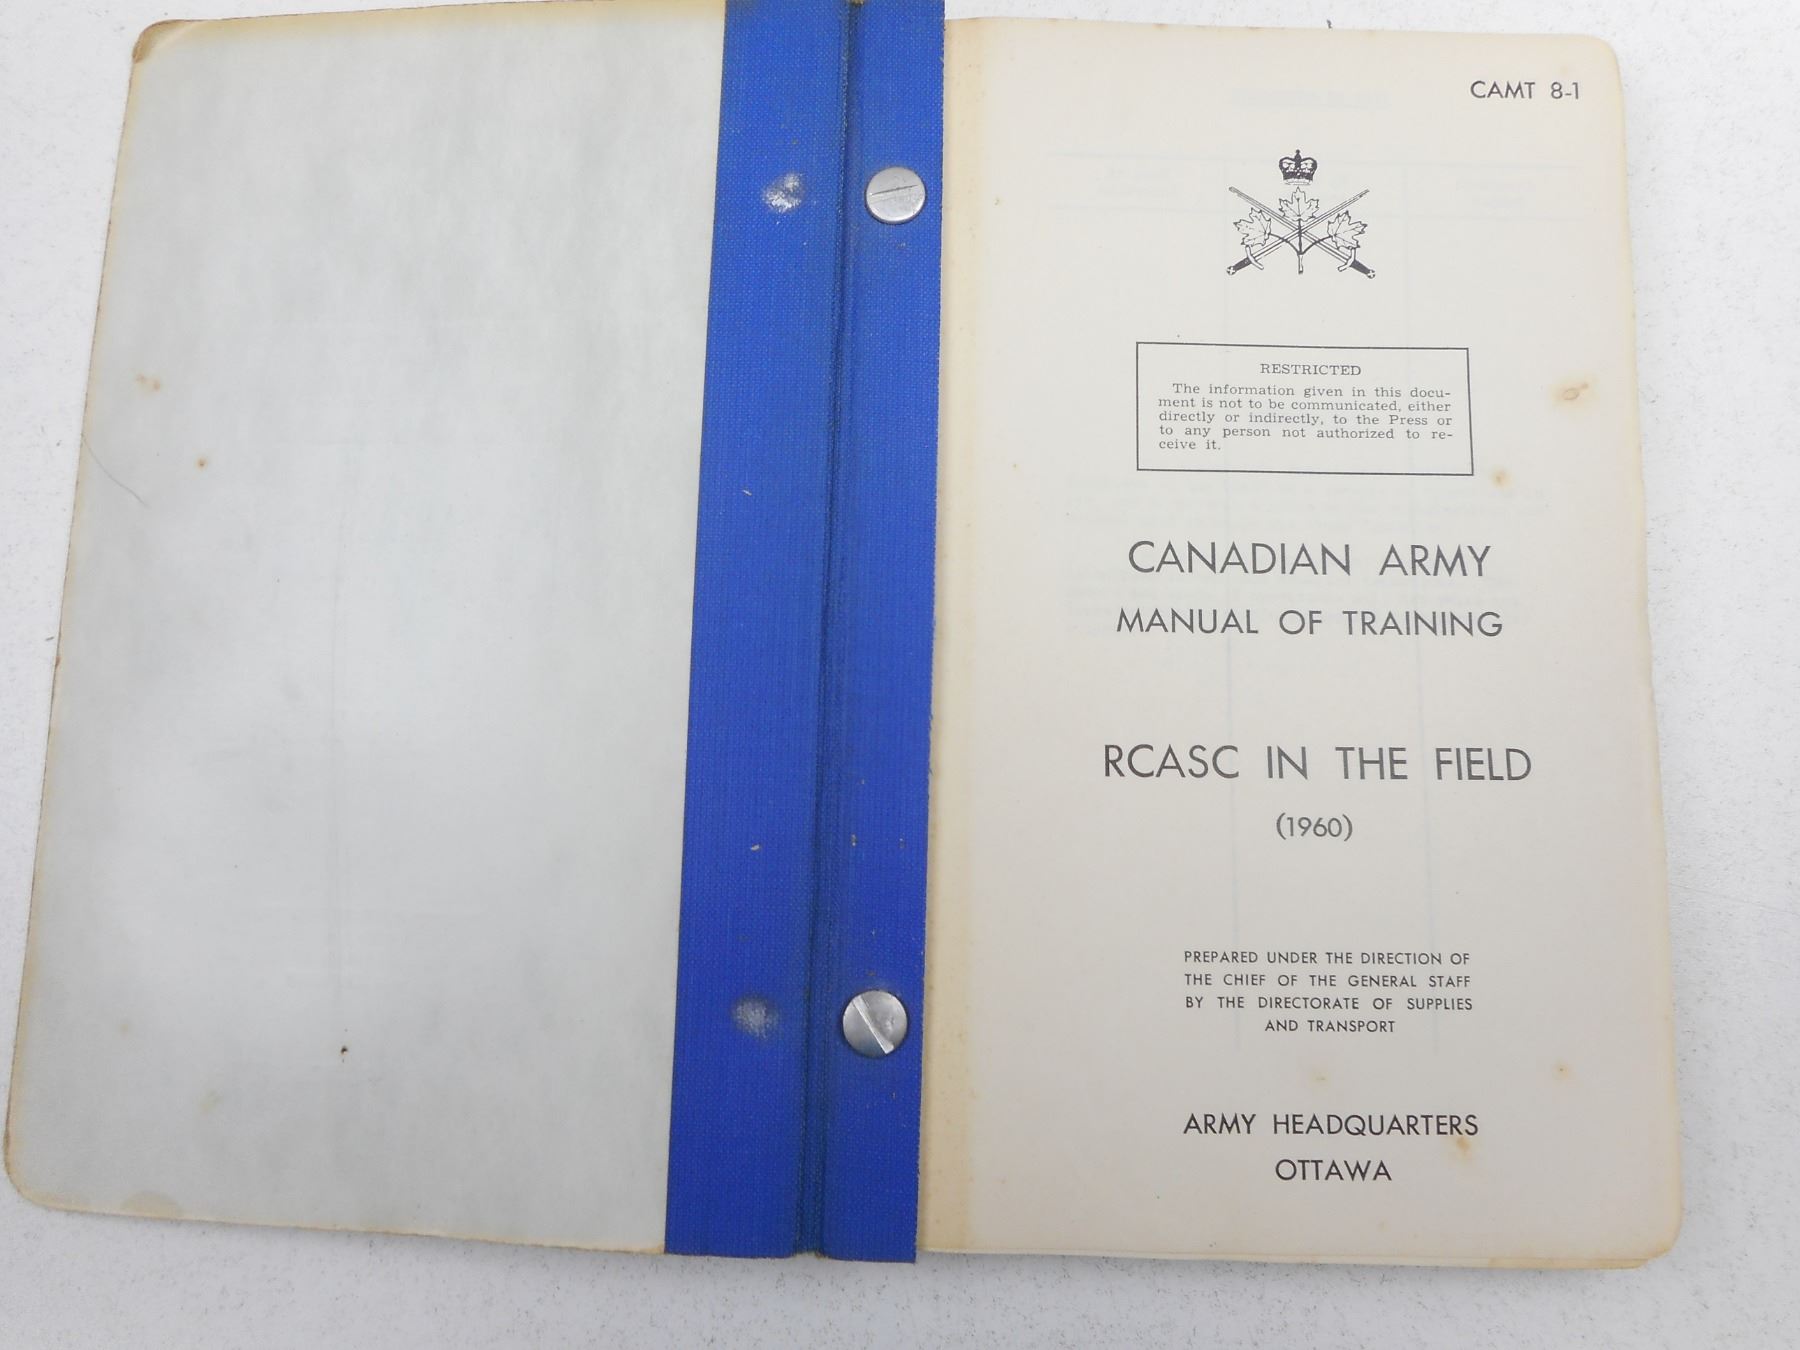 CAMT 8-1
RESTRICTED
The information given in this docu-
ment is not to be communicated, either
directly or indirectly, to the Press or
to any person not authorized to re-
ceive it.
CANADIAN ARMY
MANUAL OF TRAINING
RCASC IN THE FIELD
(1960)
PREPARED UNDER THE DIRECTION OF
THE CHIEF OF THE GENERAL STAFF
BY THE DIRECTORATE OF SUPPLIES
AND TRANSPORT
ARMY HEADQUARTERS
OTTAWA